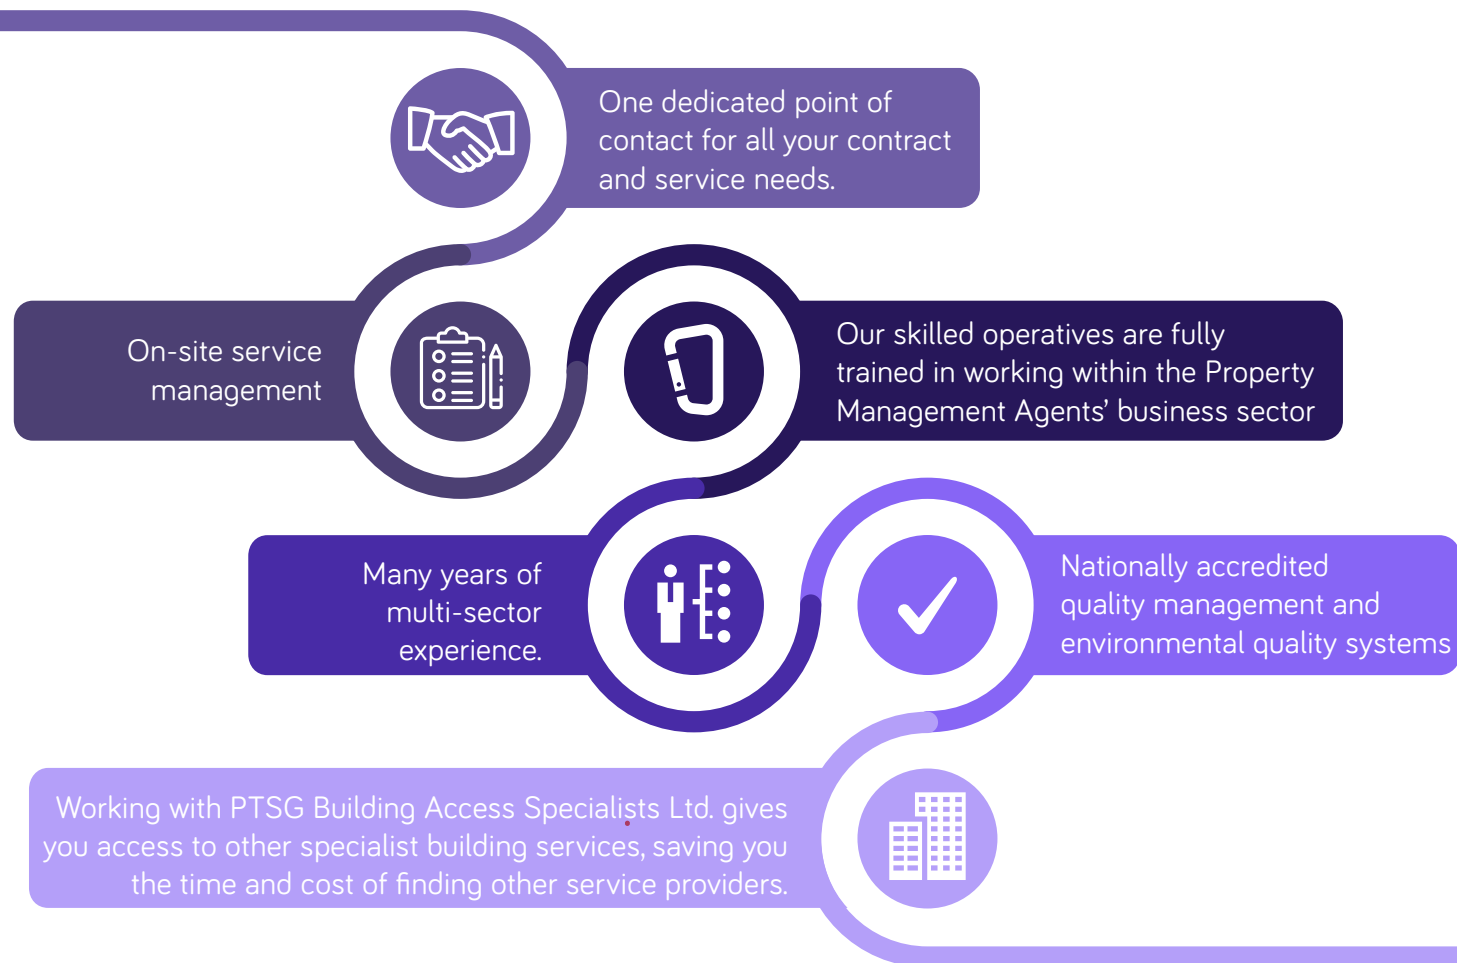 One dedicated point of
contact for all your contract
and service needs.
On-site service
management
Our skilled operatives are fully
trained in working within the Property
Management Agents’ business sector
Many years of
multi-sector
experience.
Nationally accredited
quality management and
environmental quality systems
Working with PTSG Building Access Specialists Ltd. gives
you access to other specialist building services, saving you
the time and cost of finding other service providers.